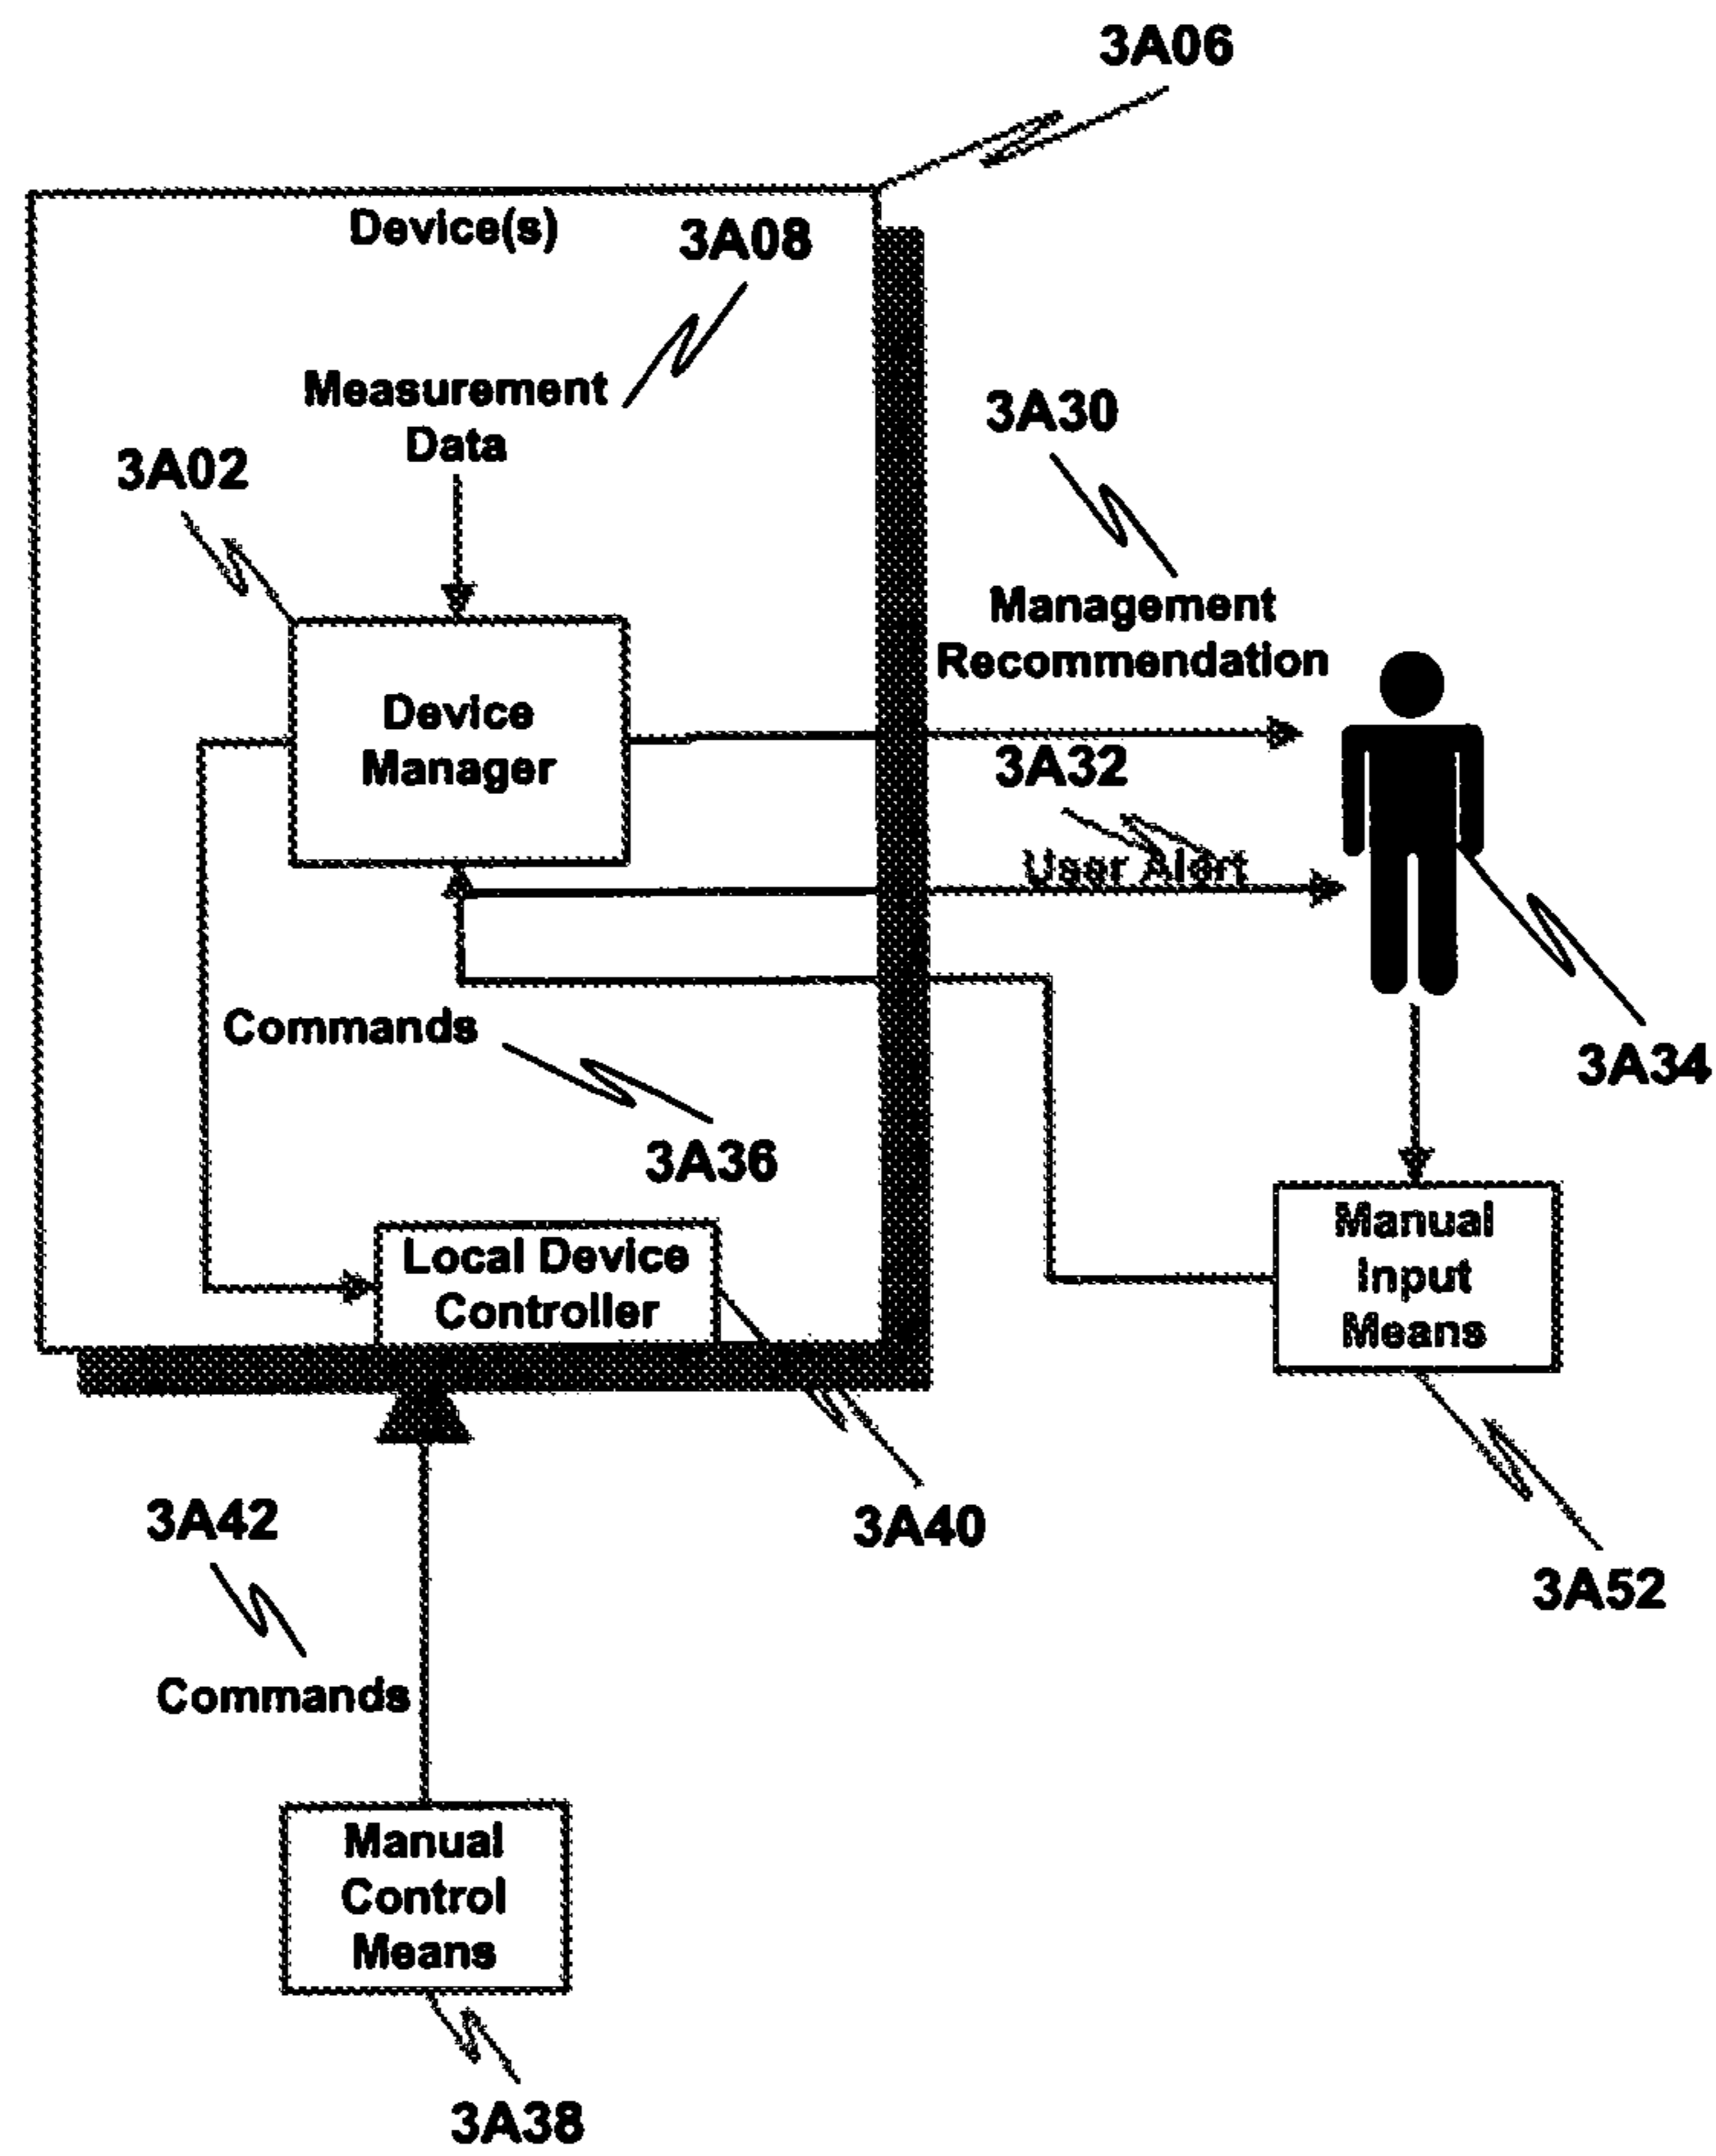 3A06
Device(s)
3A08
Measurement
Data
3A02
3A30
Management
Recommendation
Device
Manager
3A32
User Alert
Commands
3A36
3A34
Local Device
Controller
Manual
Input
Means
3A42
3A40
3A52
Commands
Manual
Control
Means
3A38